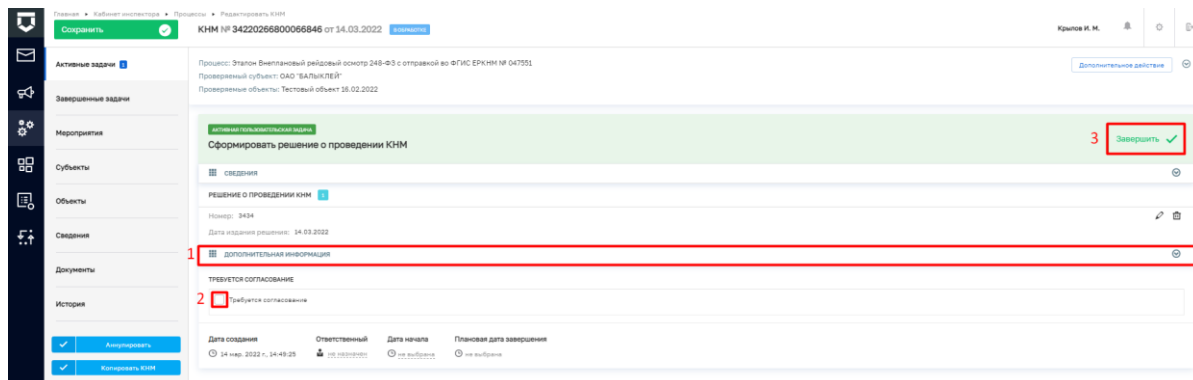 Главная ▸ Кабинет инспектора ▸ Процессы ▸ Редактировать КНМ
Сохранить
КНМ № 34220266800066846 от 14.03.2022 В ОБРАБОТКЕ
Крылов И. М.
Активные задачи 1
Завершенные задачи
Мероприятия
Субъекты
Объекты
Сведения
Документы
История
Аннулировать
Копировать КНМ
Процесс: Эталон Внеплановый рейдовый осмотр 248-ФЗ с отправкой во ФГИС ЕРКНМ № 047551
Дополнительное действие
Проверяемый субъект: ОАО "БАЛЫКЛЕЙ"
Проверяемые объекты: Тестовый объект 16.02.2022
АКТИВНАЯ ПОЛЬЗОВАТЕЛЬСКАЯ ЗАДАЧА
Сформировать решение о проведении КНМ
3 Завершить
СВЕДЕНИЯ
РЕШЕНИЕ О ПРОВЕДЕНИИ КНМ 1
Номер: 3434
Дата издания решения: 14.03.2022
1 ДОПОЛНИТЕЛЬНАЯ ИНФОРМАЦИЯ
ТРЕБУЕТСЯ СОГЛАСОВАНИЕ
2 Требуется согласование
Дата создания Ответственный Дата начала Плановая дата завершения
14 мар. 2022 г., 14:49:25 не назначен не выбрана не выбрана